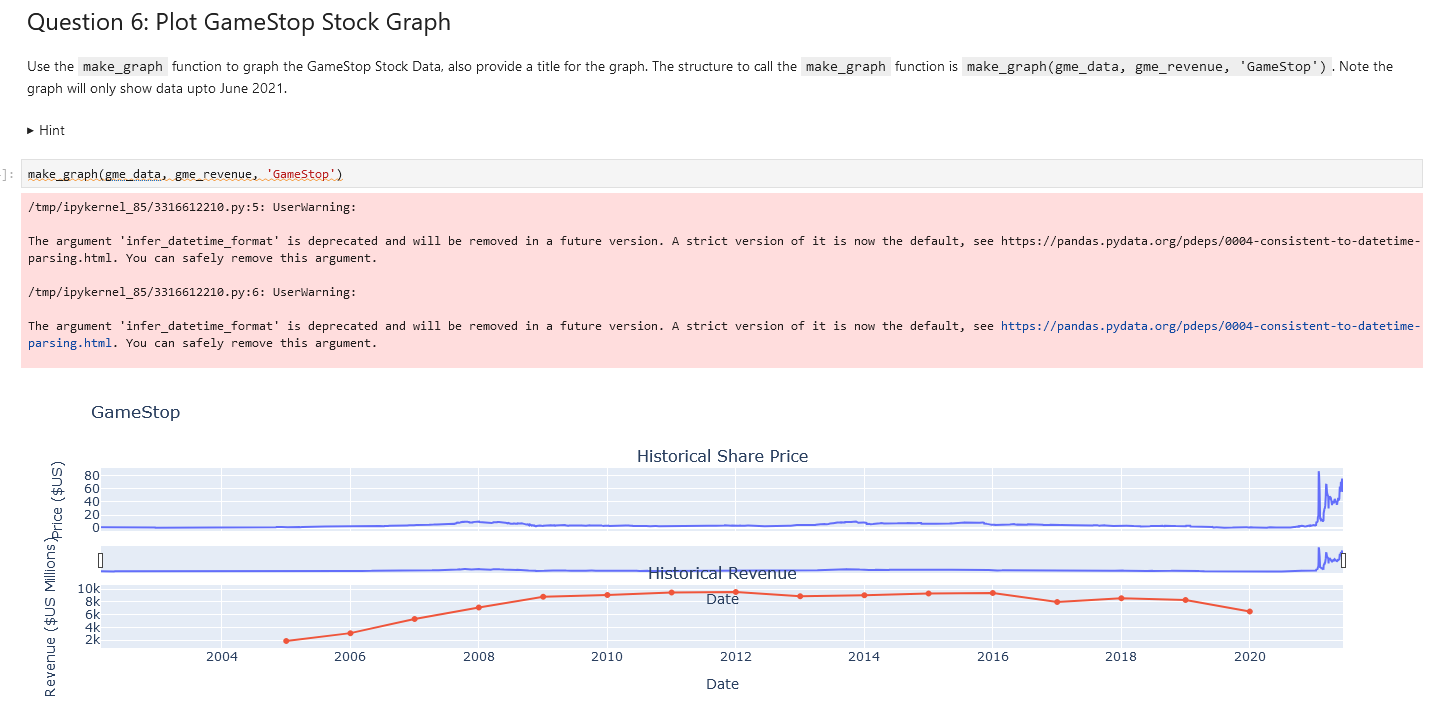 Question 6: Plot GameStop Stock Graph
Use the make_graph function to graph the GameStop Stock Data, also provide a title for the graph. The structure to call the make_graph function is make_graph(gme_data, gme_revenue, 'GameStop'). Note the
graph will only show data upto June 2021.
▸ Hint
]: make_graph(gme_data, gme_revenue, 'GameStop')
/tmp/ipykernel_85/3316612210.py:5: UserWarning:
The argument 'infer_datetime_format' is deprecated and will be removed in a future version. A strict version of it is now the default, see https://pandas.pydata.org/pdeps/0004-consistent-to-datetime-
parsing.html. You can safely remove this argument.
/tmp/ipykernel_85/3316612210.py:6: UserWarning:
The argument 'infer_datetime_format' is deprecated and will be removed in a future version. A strict version of it is now the default, see https://pandas.pydata.org/pdeps/0004-consistent-to-datetime-
parsing.html. You can safely remove this argument.
GameStop
Historical Share Price
Price ($US)
80
60
40
20
0
Historical Revenue
Date
Revenue ($US Millions)
10k
8k
6k
4k
2k
2004 2006 2008 2010 2012 2014 2016 2018 2020
Date